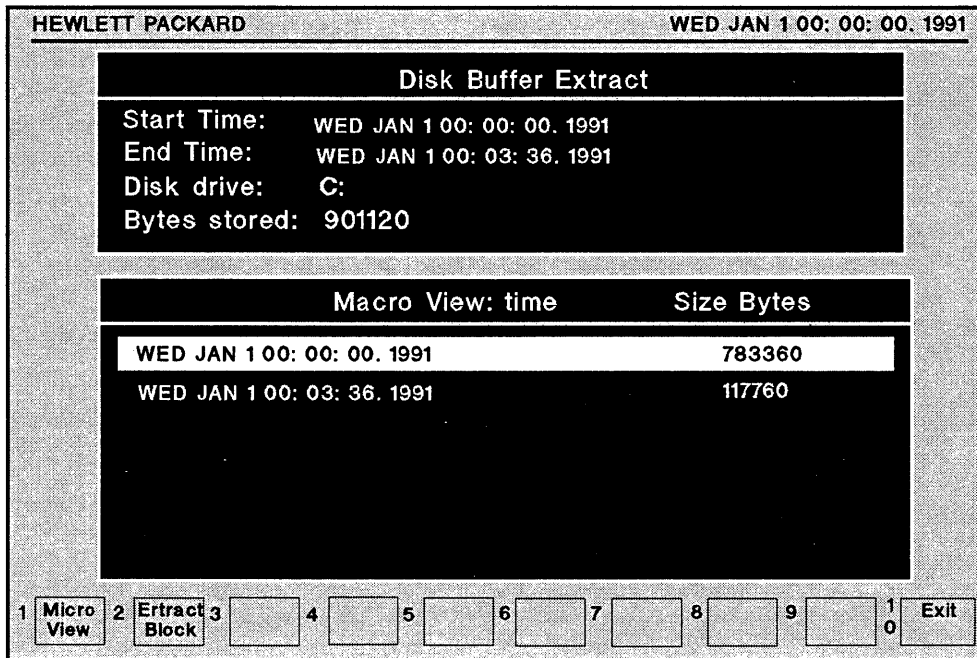 HEWLETT PACKARD WED JAN 1 00: 00: 00. 1991
Disk Buffer Extract
Start Time: WED JAN 1 00: 00: 00. 1991
End Time: WED JAN 1 00: 03: 36. 1991
Disk drive: C:
Bytes stored: 901120
Macro View: time Size Bytes
WED JAN 1 00: 00: 00. 1991 783360
WED JAN 1 00: 03: 36. 1991 117760
1 Micro View 2 Ertract Block 3 4 5 6 7 8 9 10 Exit